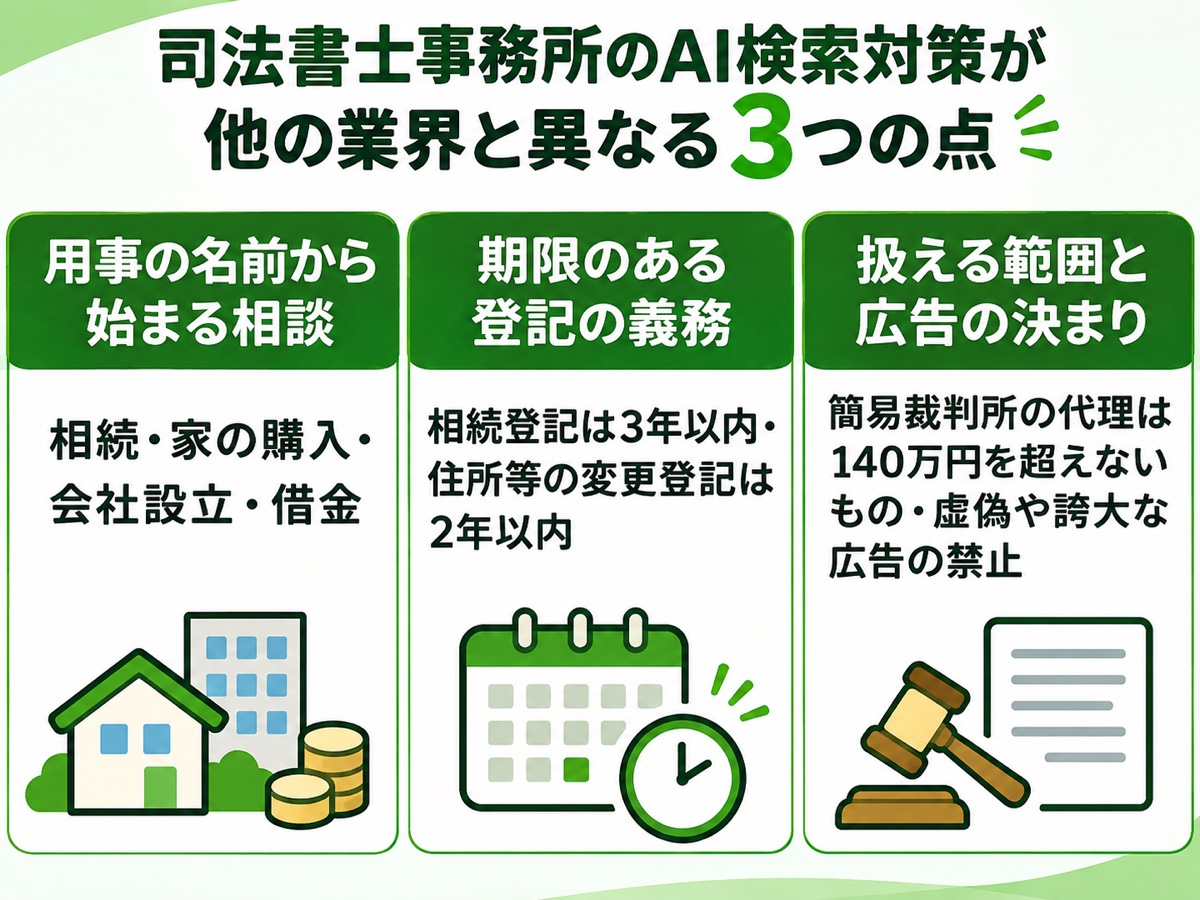 司法書士事務所のAI検索対策が
他の業界と異なる3つの点
用事の名前から
始まる相談
相続・家の購入・
会社設立・借金
期限のある
登記の義務
相続登記は3年以内・
住所等の変更登記は
2年以内
扱える範囲と
広告の決まり
簡易裁判所の代理は
140万円を超えない
もの・虚偽や誇大な
広告の禁止